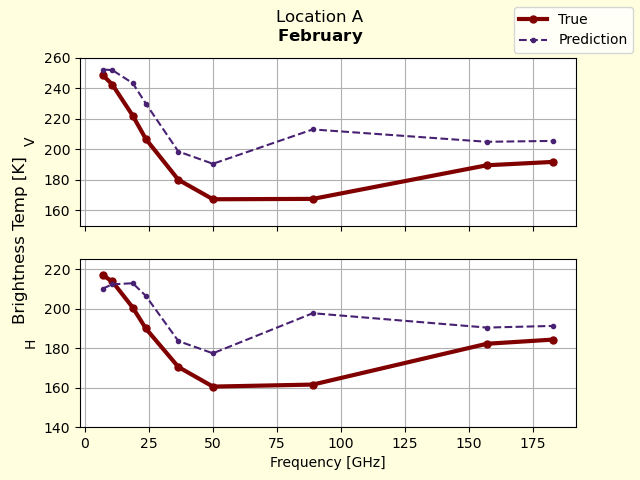 Location A
February
True
Prediction
260
240
220
200
180
160
V
Brightness Temp [K]
220
200
180
160
140
H
0
25
50
75
100
125
150
175
Frequency [GHz]